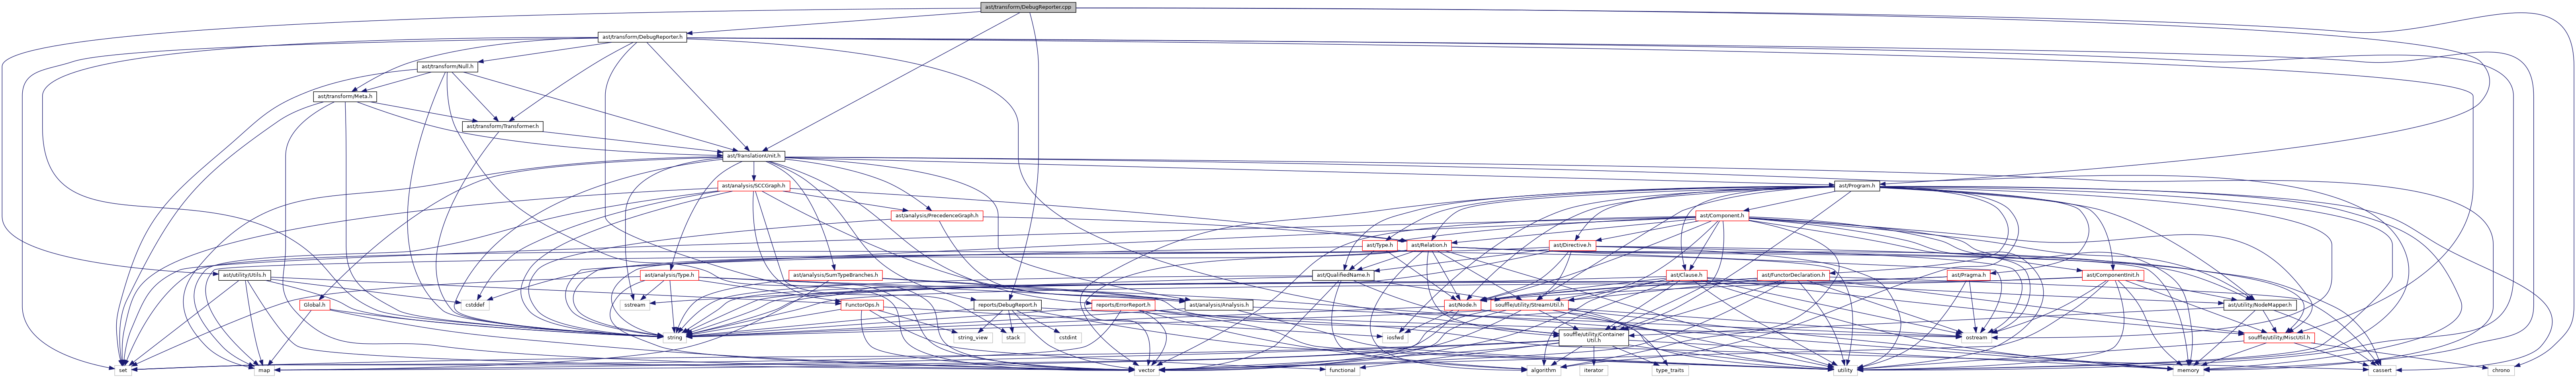 ast/transform/DebugReporter.cpp
ast/transform/DebugReporter.h
ast/transform/Null.h
ast/transform/Meta.h
ast/transform/Transformer.h
ast/TranslationUnit.h
ast/analysis/SCCGraph.h
ast/Program.h
ast/analysis/PrecedenceGraph.h
ast/Component.h
ast/Type.h
ast/Relation.h
ast/Directive.h
ast/utility/Utils.h
ast/analysis/Type.h
ast/analysis/SumTypeBranches.h
ast/QualifiedName.h
ast/Clause.h
ast/FunctorDeclaration.h
ast/Pragma.h
ast/ComponentInit.h
cstddef
Global.h
sstream
FunctorOps.h
reports/DebugReport.h
reports/ErrorReport.h
ast/analysis/Analysis.h
ast/Node.h
souffle/utility/StreamUtil.h
ast/utility/NodeMapper.h
string
string_view
stack
cstdint
iosfwd
souffle/utility/Container
Util.h
ostream
souffle/utility/MiscUtil.h
set
map
vector
functional
algorithm
iterator
type_traits
utility
memory
cassert
chrono